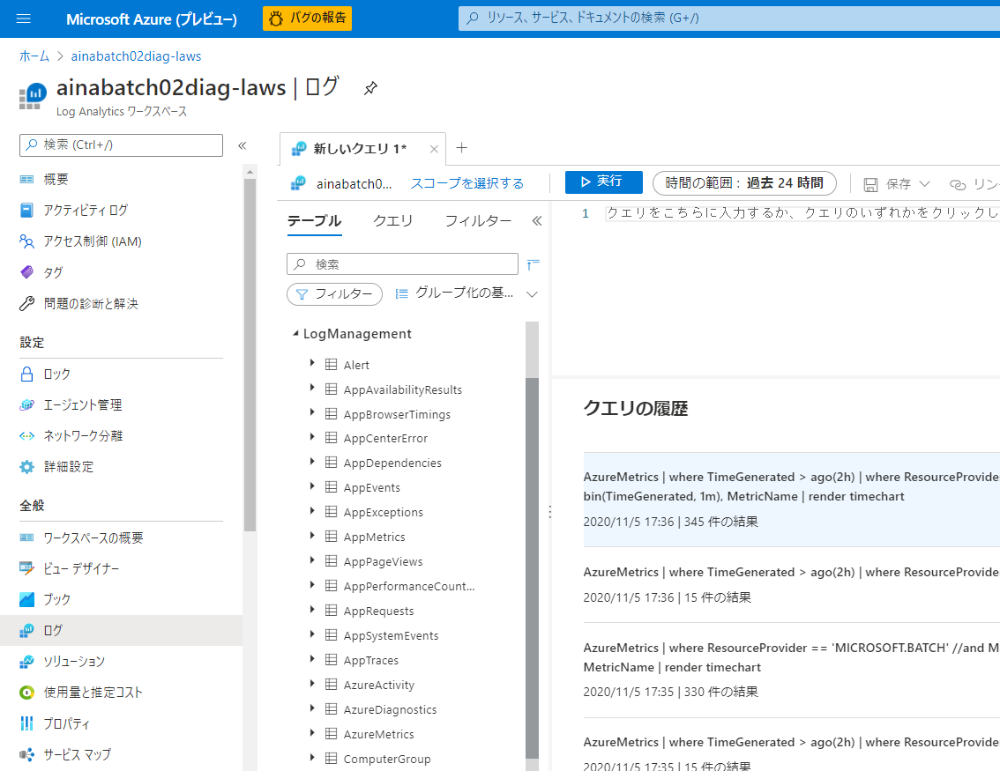 Microsoft Azure (プレビュー)
バグの報告
リソース、サービス、ドキュメントの検索 (G+/)
ホーム > ainabatch02diag-laws
ainabatch02diag-laws | ログ
Log Analytics ワークスペース
検索 (Ctrl+/)
概要
アクティビティ ログ
アクセス制御 (IAM)
タグ
問題の診断と解決
設定
ロック
エージェント管理
ネットワーク分離
詳細設定
全般
ワークスペースの概要
ビュー デザイナー
ブック
ログ
ソリューション
使用量と推定コスト
プロパティ
サービス マップ
新しいクエリ 1*
ainabatch0...
スコープを選択する
実行
時間の範囲 : 過去 24 時間
保存
リン
テーブル
クエリ
フィルター
検索
フィルター
グループ化の基...
LogManagement
Alert
AppAvailabilityResults
AppBrowserTimings
AppCenterError
AppDependencies
AppEvents
AppExceptions
AppMetrics
AppPageViews
AppPerformanceCount...
AppRequests
AppSystemEvents
AppTraces
AzureActivity
AzureDiagnostics
AzureMetrics
ComputerGroup
1 クエリをこちらに入力するか、クエリのいずれかをクリックし
クエリの履歴
AzureMetrics | where TimeGenerated > ago(2h) | where ResourceProvide
bin(TimeGenerated, 1m), MetricName | render timechart
2020/11/5 17:36 | 345 件の結果
AzureMetrics | where TimeGenerated > ago(2h) | where ResourceProvide
2020/11/5 17:36 | 15 件の結果
AzureMetrics | where ResourceProvider == 'MICROSOFT.BATCH' //and M
MetricName | render timechart
2020/11/5 17:35 | 330 件の結果
AzureMetrics | where TimeGenerated > ago(2h) | where ResourceProvide
2020/11/5 17:35 | 15 件の結果